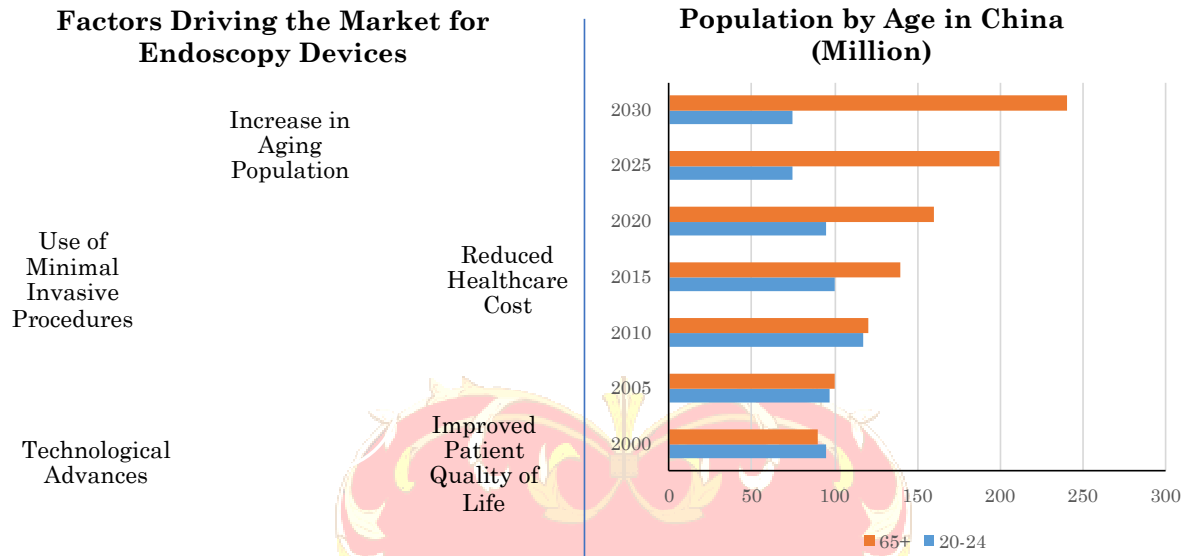 Factors Driving the Market for
Endoscopy Devices
Increase in
Aging
Population
Use of
Minimal
Invasive
Procedures
Reduced
Healthcare
Cost
Technological
Advances
Improved
Patient
Quality of
Life
Population by Age in China
(Million)
2030
2025
2020
2015
2010
2005
2000
0 50 100 150 200 250 300
65+ 20-24